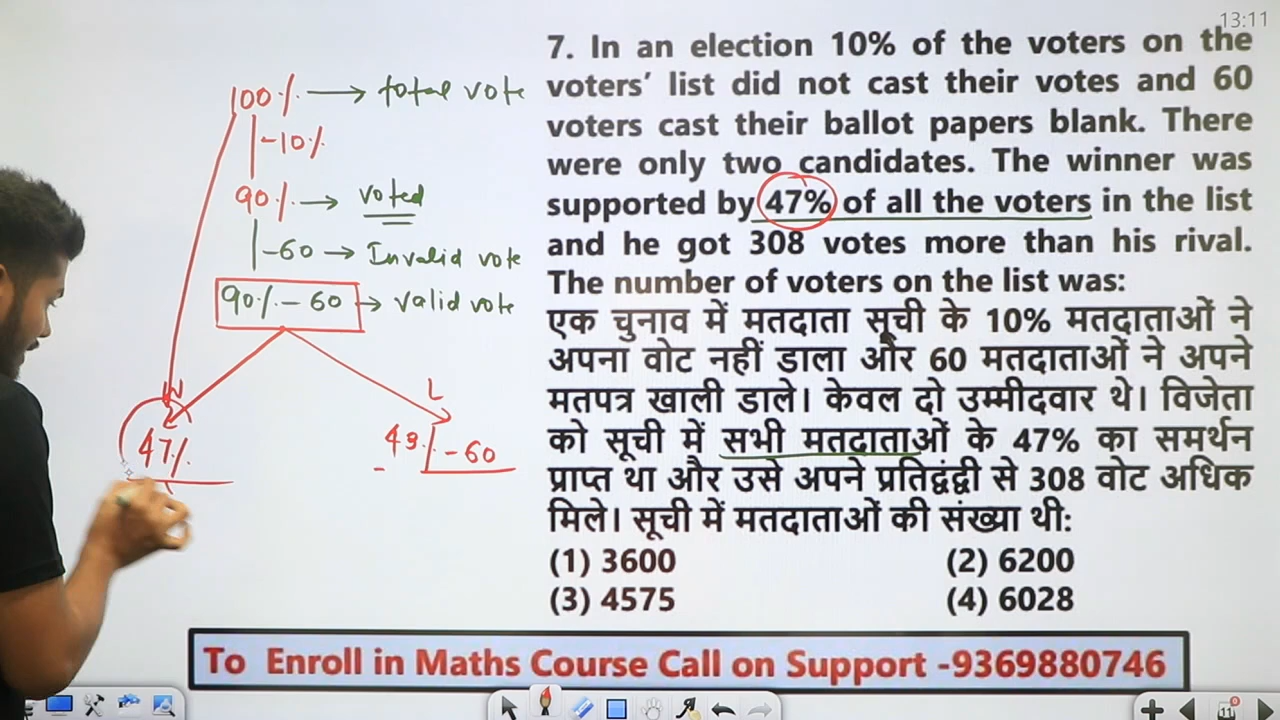 13:11
7. In an election 10% of the voters on the
voters' list did not cast their votes and 60
voters cast their ballot papers blank. There
were only two candidates. The winner was
supported by 47% of all the voters in the list
and he got 308 votes more than his rival.
The number of voters on the list was:
एक चुनाव में मतदाता सूची के 10% मतदाताओं ने
अपना वोट नहीं डाला और 60 मतदाताओं ने अपने
मतपत्र खाली डाले। केवल दो उम्मीदवार थे। विजेता
को सूची में सभी मतदाताओं के 47% का समर्थन
प्राप्त था और उसे अपने प्रतिद्वंद्वी से 308 वोट अधिक
मिले। सूची में मतदाताओं की संख्या थी:
(1) 3600 (2) 6200
(3) 4575 (4) 6028
100% → total vote
-10%
90% → voted
-60 → Invalid vote
90% - 60 → valid vote
W L
47% 43% - 60
-
To Enroll in Maths Course Call on Support -9369880746
11